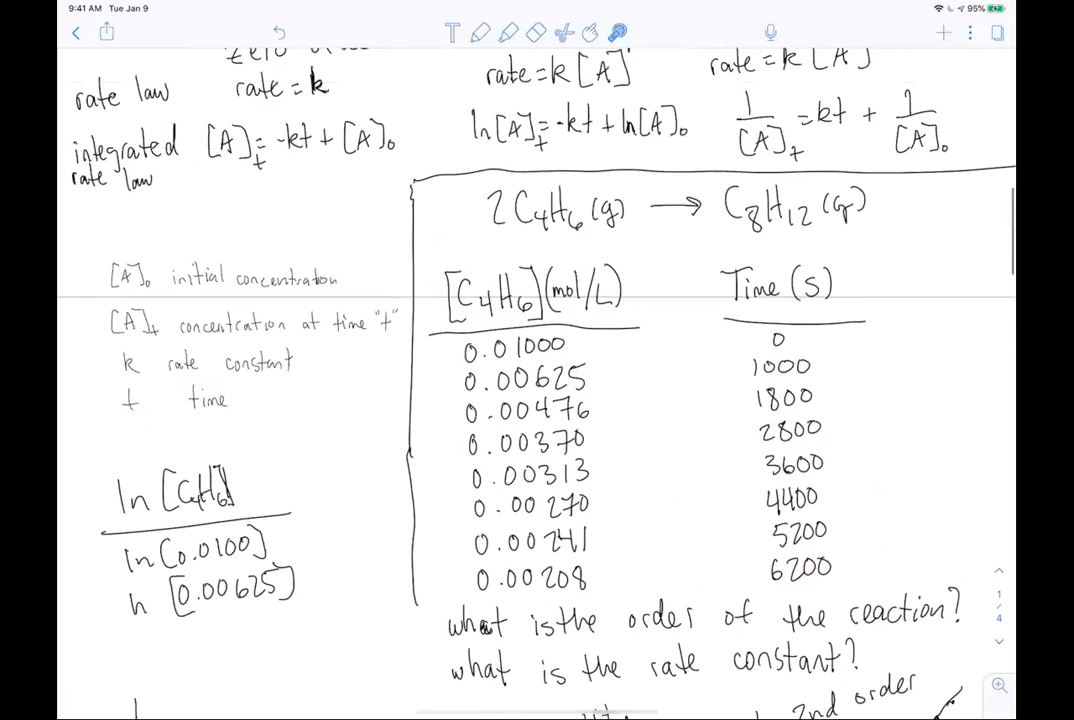 9:41 AM Tue Jan 9
95%
rate law
rate = k
rate = k [A]
rate = k [A]
integrated rate law
[A]t = -kt + [A]₀
ln[A]t = -kt + ln[A]₀
1/[A]t = kt + 1/[A]₀
2C₄H₆ (g) → C₈H₁₂ (g)
[A]₀ initial concentration
[A]t concentration at time "t"
k rate constant
t time
[C₄H₆] (mol/L) Time (s)
0.01000 0
0.00625 1000
0.00476 1800
0.00370 2800
0.00313 3600
0.00270 4400
0.00241 5200
0.00208 6200
ln [C₄H₆]
ln [0.0100]
ln [0.00625]
what is the order of the reaction?
what is the rate constant?
2nd order
1
4